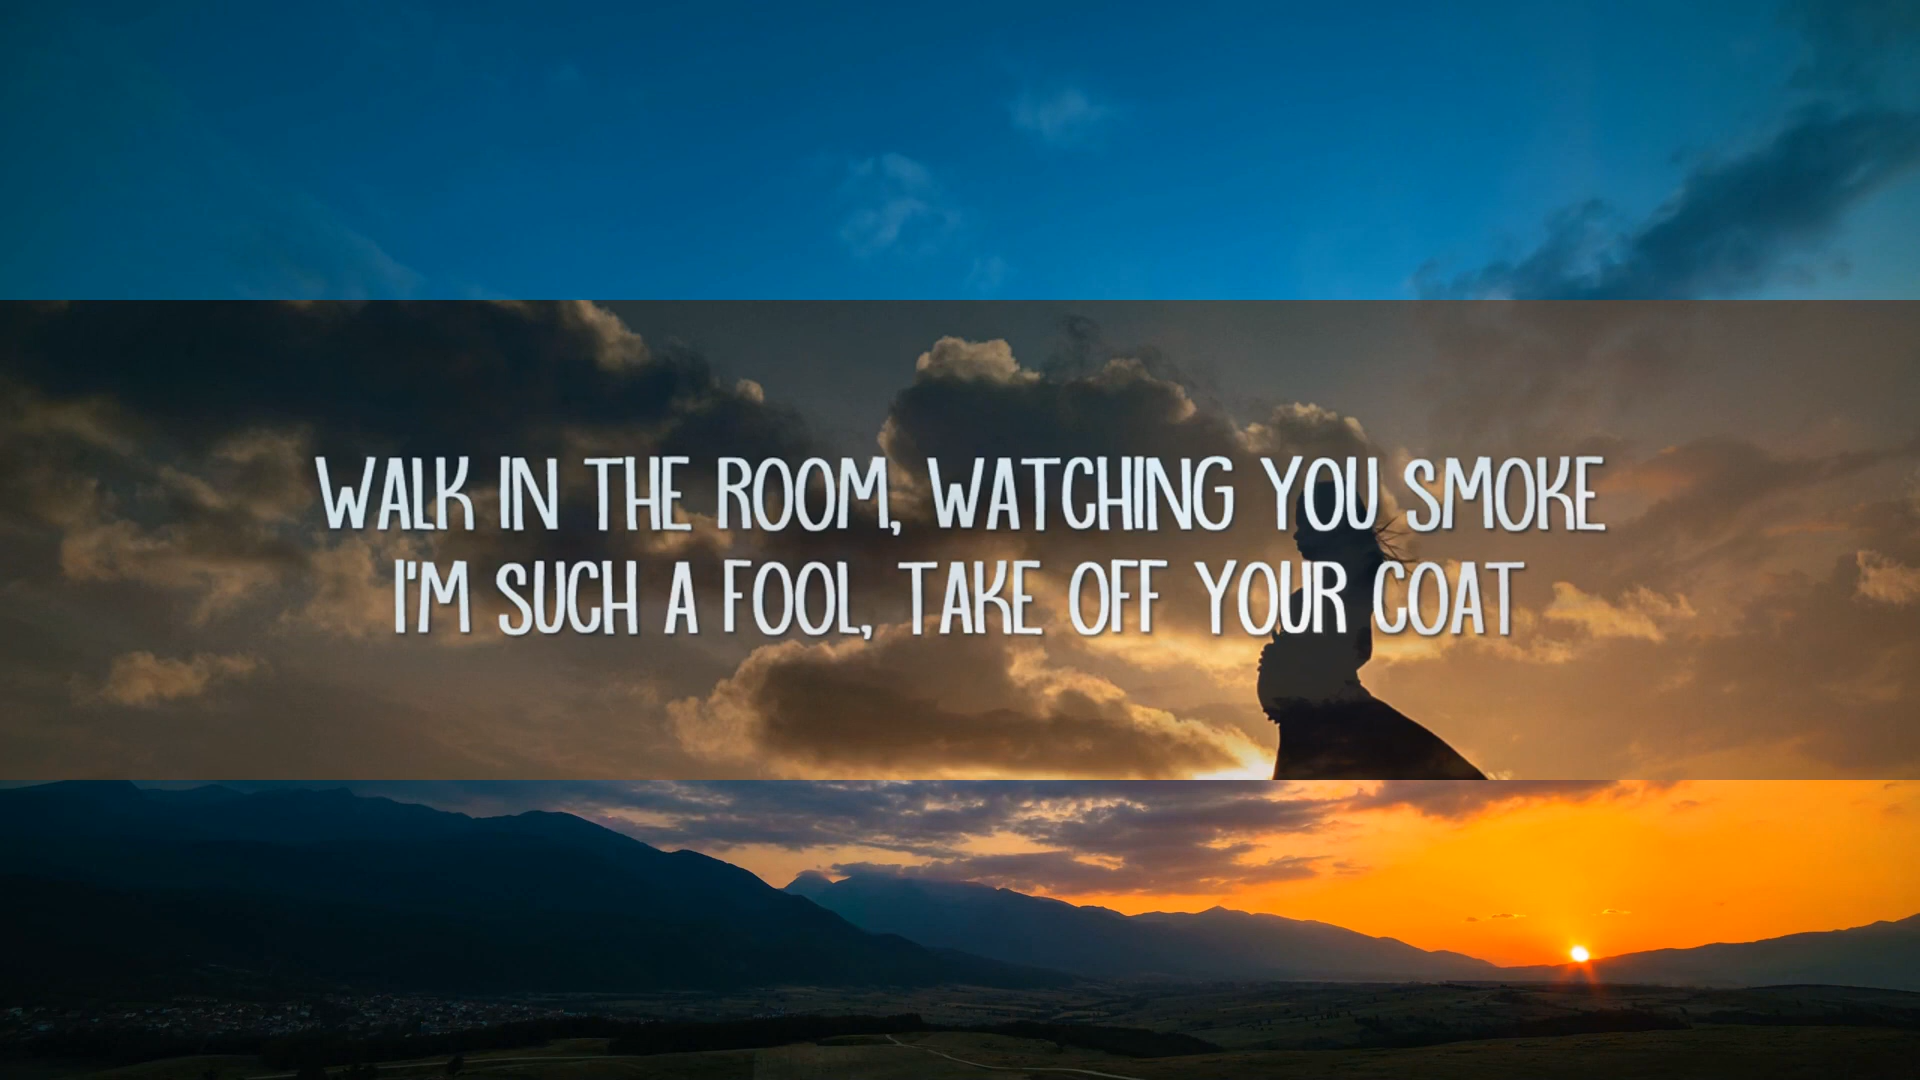 WALK IN THE ROOM, WATCHING YOU SMOKE
I'M SUCH A FOOL, TAKE OFF YOUR COAT